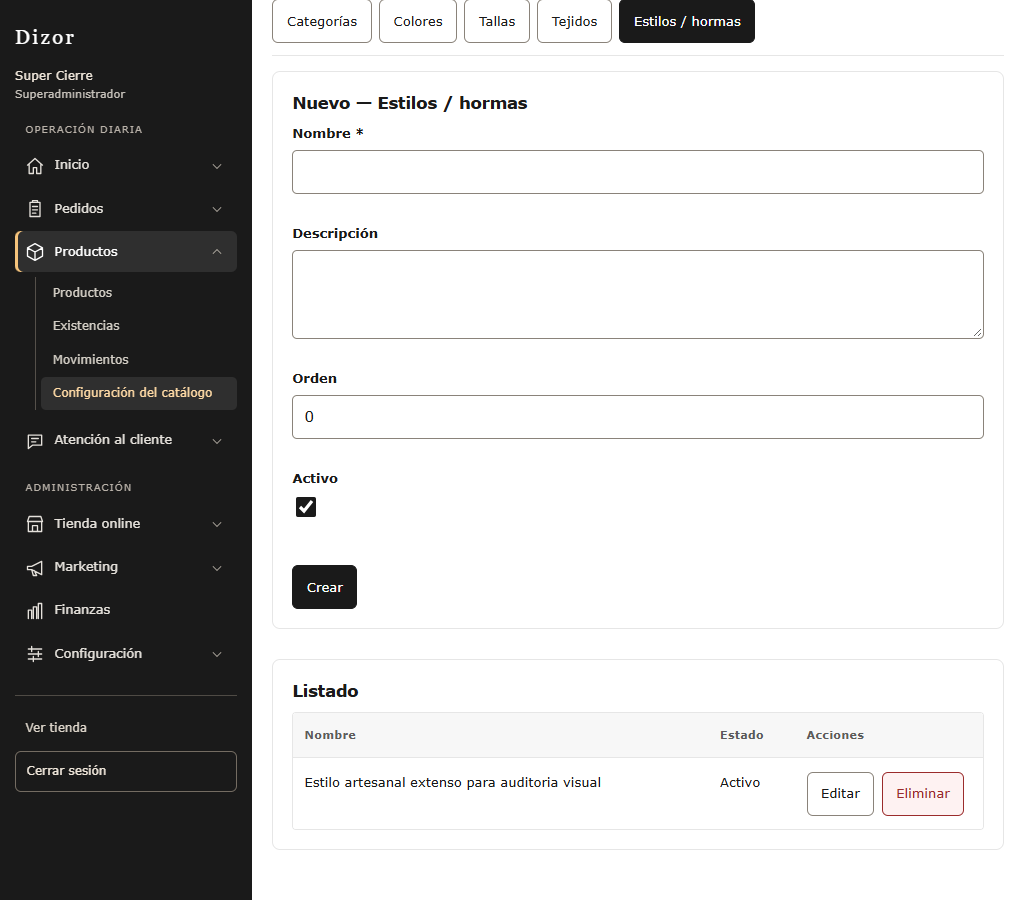 Dizor
Super Cierre
Superadministrador
OPERACIÓN DIARIA
Inicio
Pedidos
Productos
Productos
Existencias
Movimientos
Configuración del catálogo
Atención al cliente
ADMINISTRACIÓN
Tienda online
Marketing
Finanzas
Configuración
Ver tienda
Cerrar sesión
Categorías Colores Tallas Tejidos Estilos / hormas
Nuevo — Estilos / hormas
Nombre *
Descripción
Orden
0
Activo
Crear
Listado
Nombre Estado Acciones
Estilo artesanal extenso para auditoria visual Activo Editar Eliminar